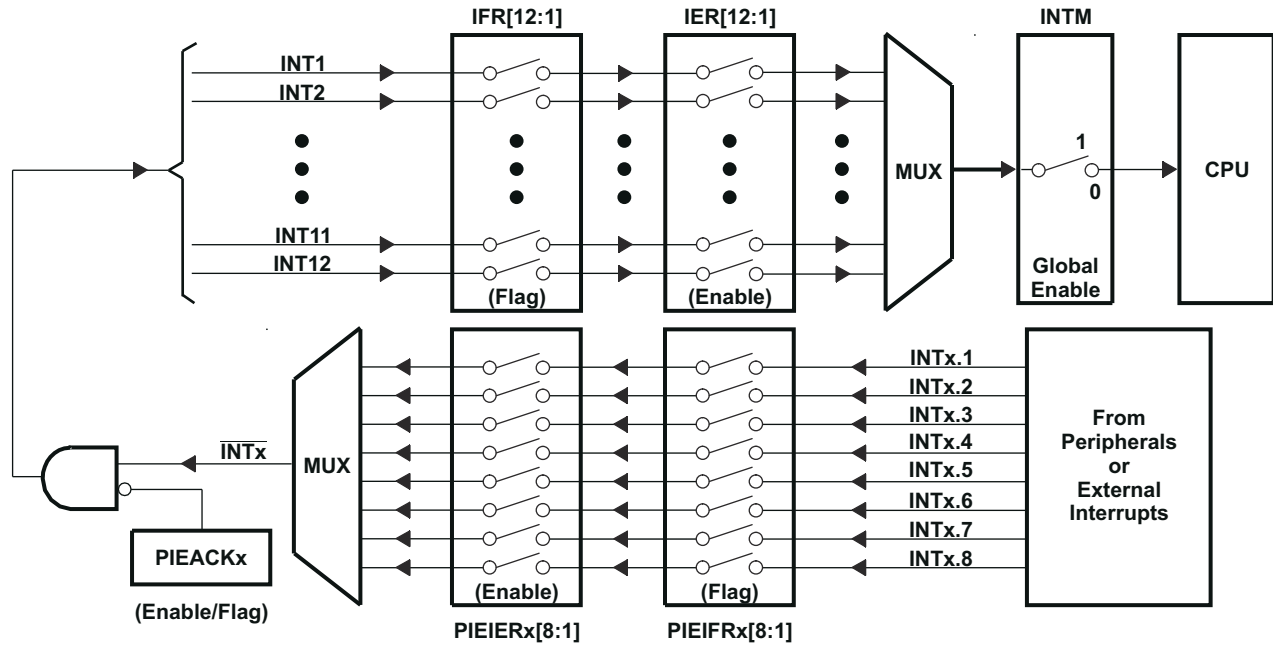 IFR[12:1]
IER[12:1]
INTM
INT1
INT2
INT11
INT12
(Flag)
(Enable)
MUX
1
0
Global
Enable
CPU
INTx.1
INTx.2
INTx.3
INTx.4
INTx.5
INTx.6
INTx.7
INTx.8
From
Peripherals
or
External
Interrupts
INTx
MUX
PIEACKx
(Enable/Flag)
(Enable)
(Flag)
PIEIERx[8:1]
PIEIFRx[8:1]